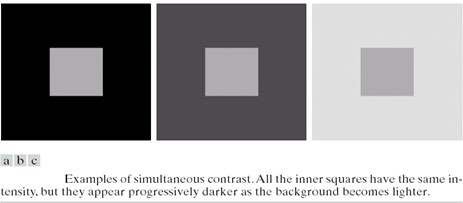 a b c
Examples of simultaneous contrast. All the inner squares have the same in-
tensity, but they appear progressively darker as the background becomes lighter.